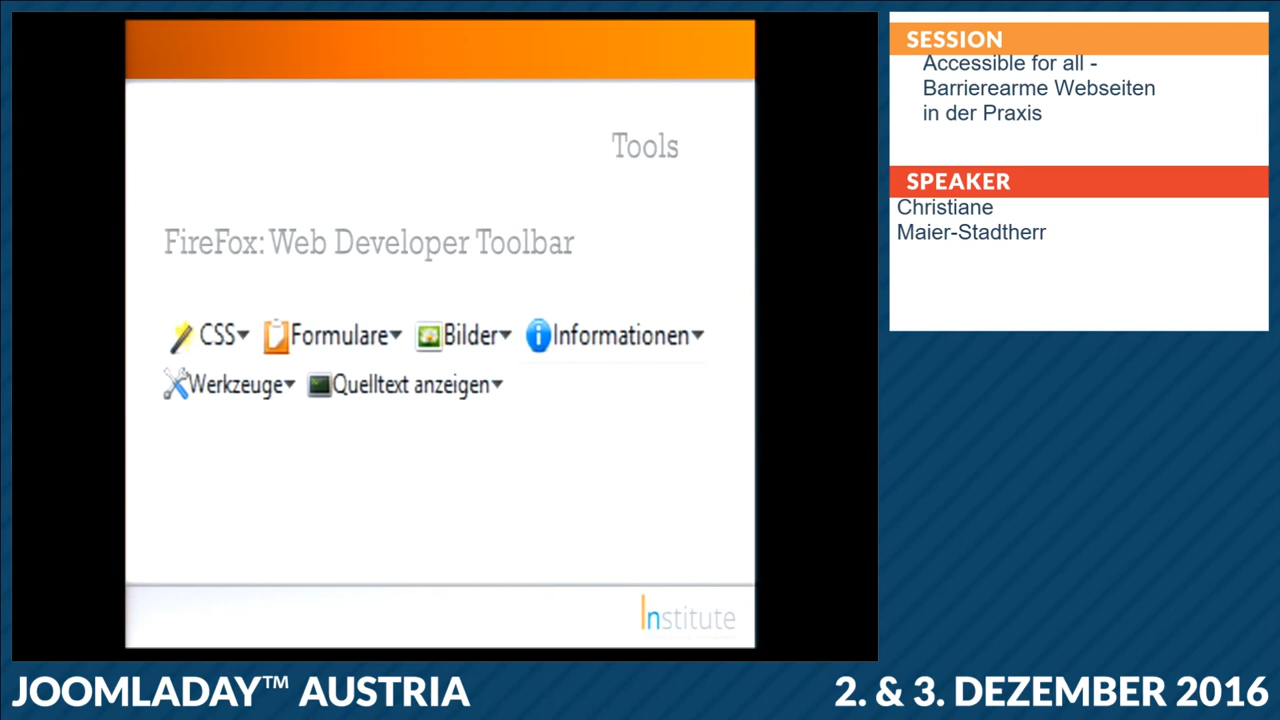 Tools
FireFox: Web Developer Toolbar
CSS Formulare Bilder Informationen
Werkzeuge Quelltext anzeigen
Institute
SESSION
Accessible for all -
Barrierearme Webseiten
in der Praxis
SPEAKER
Christiane
Maier-Stadtherr
JOOMLADAY™ AUSTRIA
2. & 3. DEZEMBER 2016